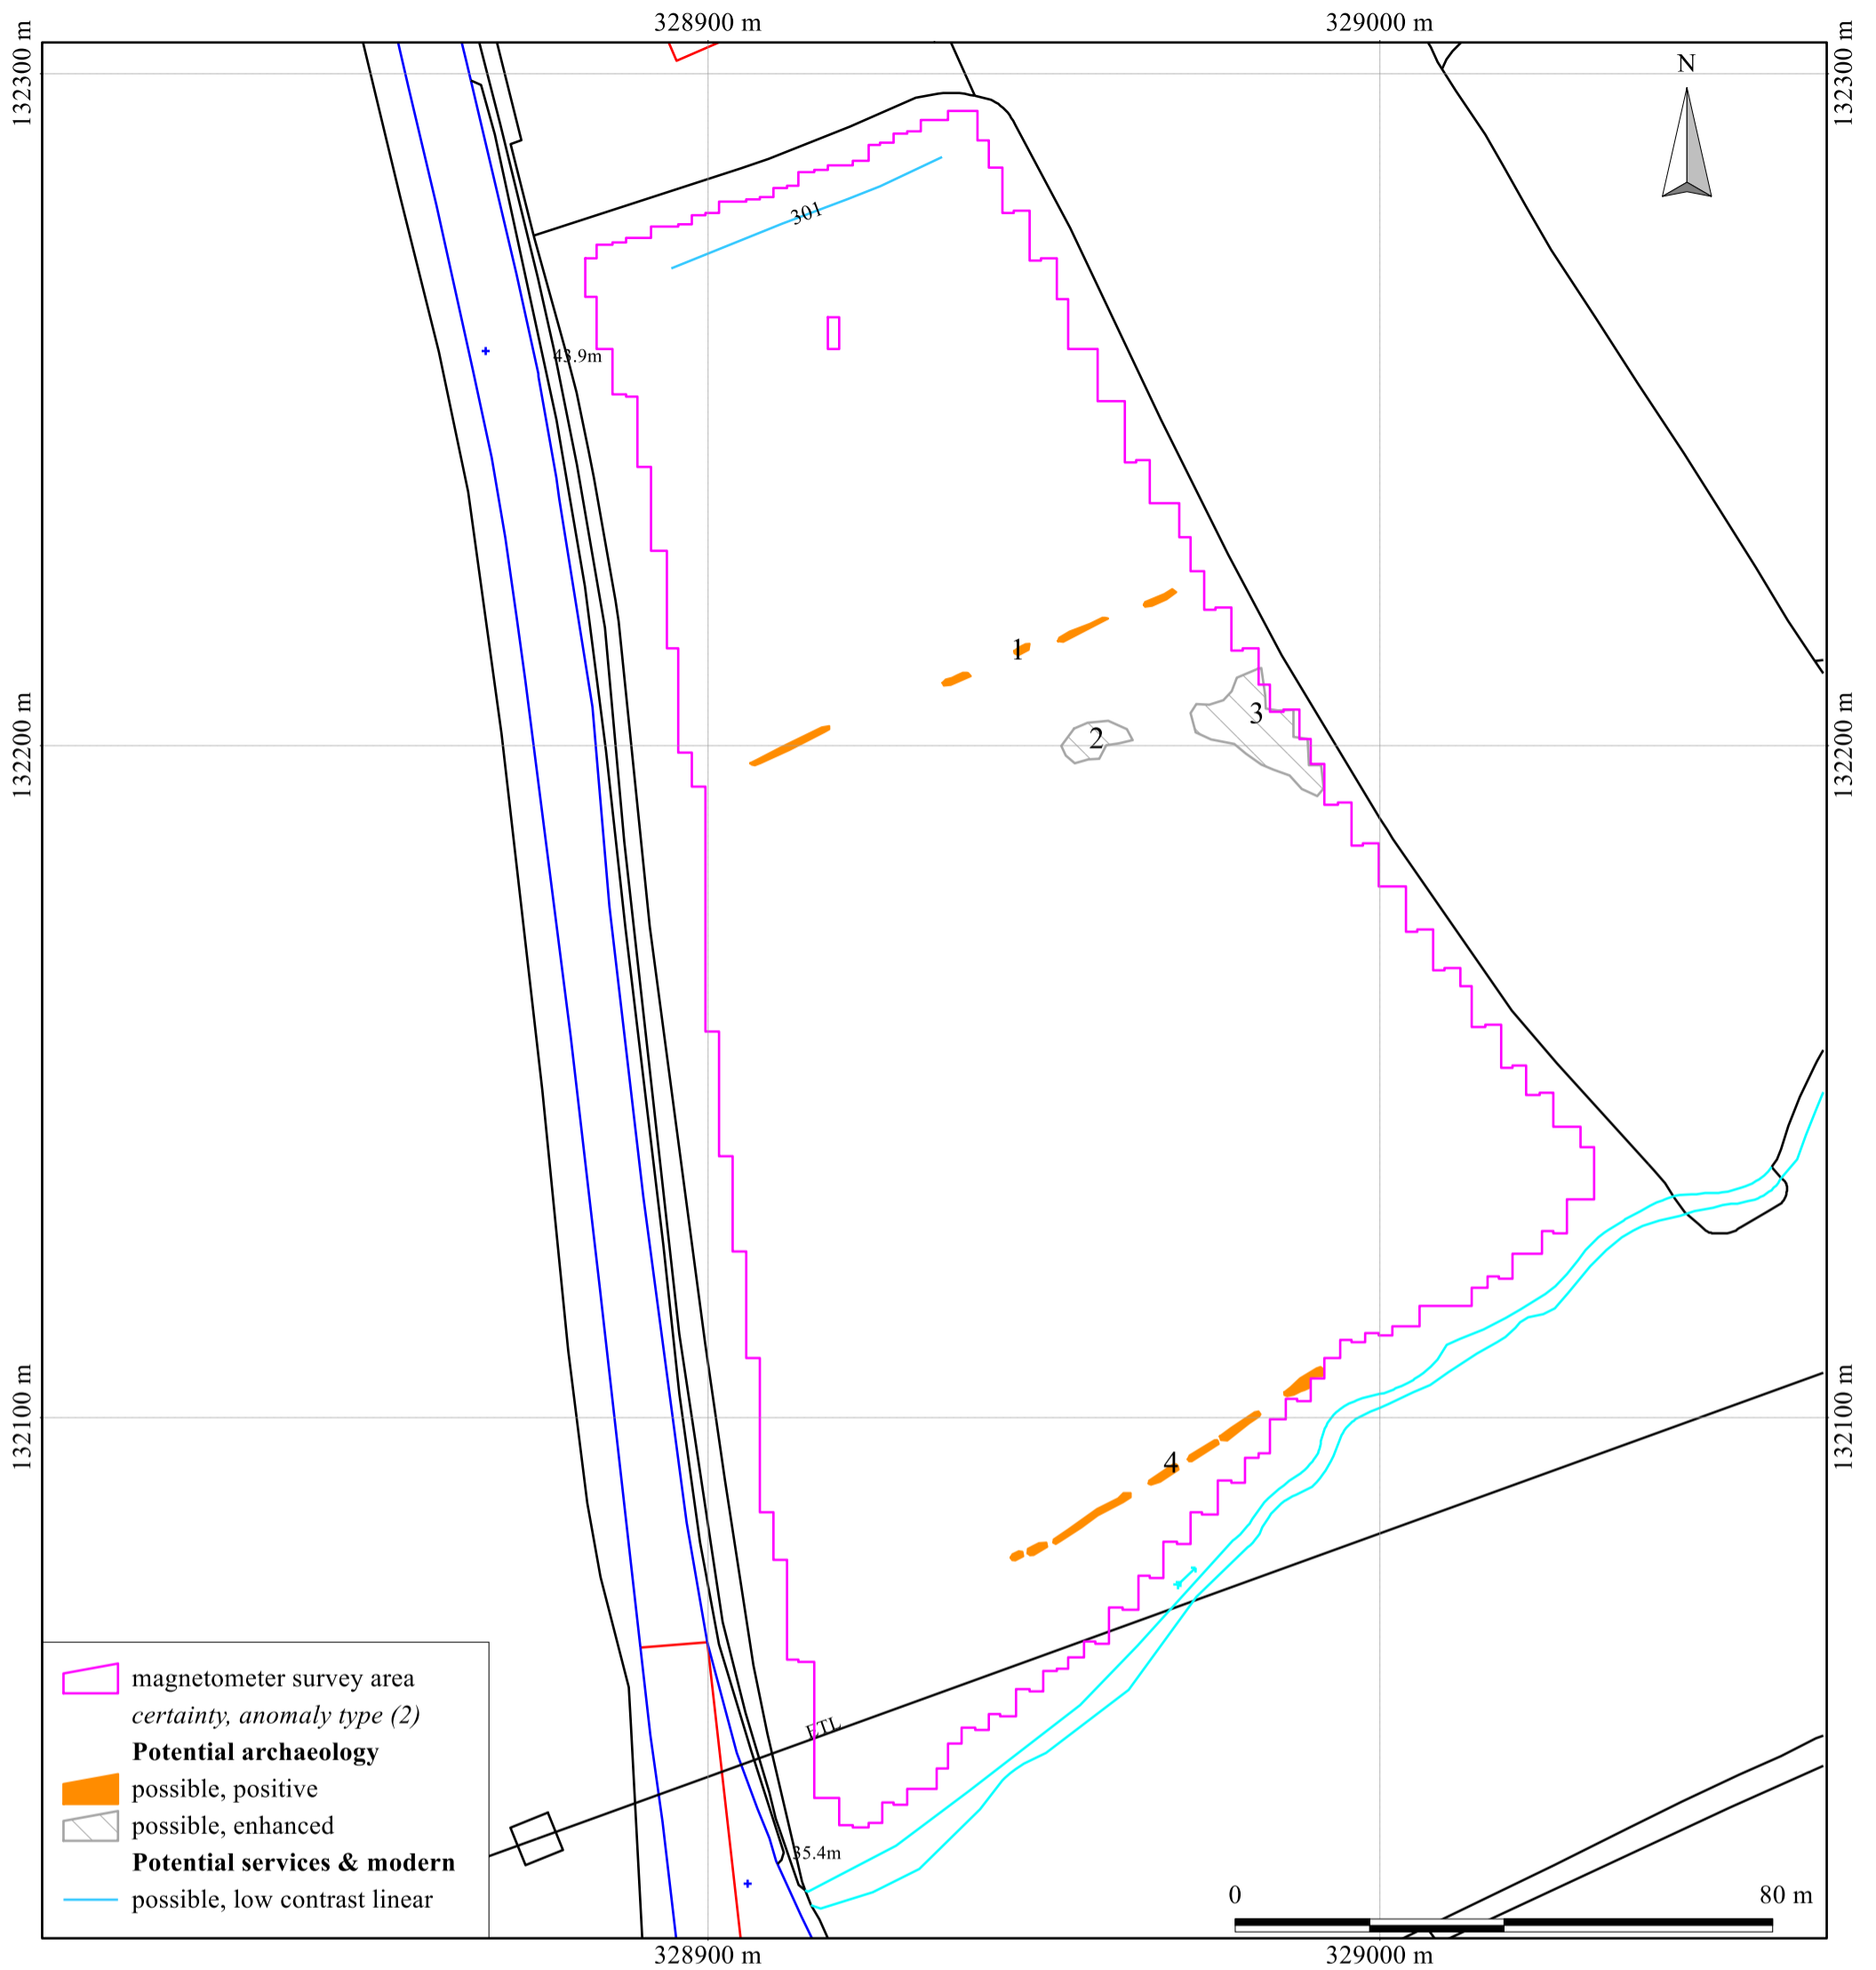 328900 m
329000 m
132300 m
132300 m
N
301
43.9m
1
132200 m
2
3
132200 m
132100 m
4
132100 m
ETL
magnetometer survey area
certainty, anomaly type (2)
Potential archaeology
possible, positive
possible, enhanced
Potential services & modern
possible, low contrast linear
35.4m
0
80 m
328900 m
329000 m